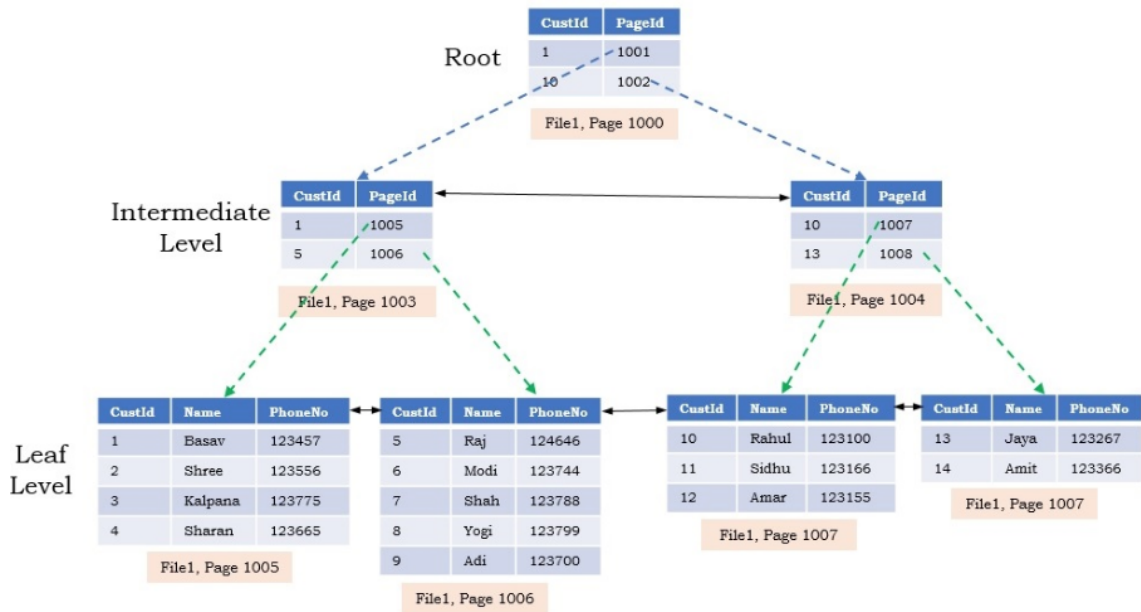 CustId PageId
1 1001
10 1002
Root
File1, Page 1000
CustId PageId
1 1005
5 1006
Intermediate
Level
File1, Page 1003
CustId PageId
10 1007
13 1008
File1, Page 1004
Leaf
Level
CustId Name PhoneNo
1 Basav 123457
2 Shree 123556
3 Kalpana 123775
4 Sharan 123665
File1, Page 1005
CustId Name PhoneNo
5 Raj 124646
6 Modi 123744
7 Shah 123788
8 Yogi 123799
9 Adi 123700
File1, Page 1006
CustId Name PhoneNo
10 Rahul 123100
11 Sidhu 123166
12 Amar 123155
File1, Page 1007
CustId Name PhoneNo
13 Jaya 123267
14 Amit 123366
File1, Page 1007